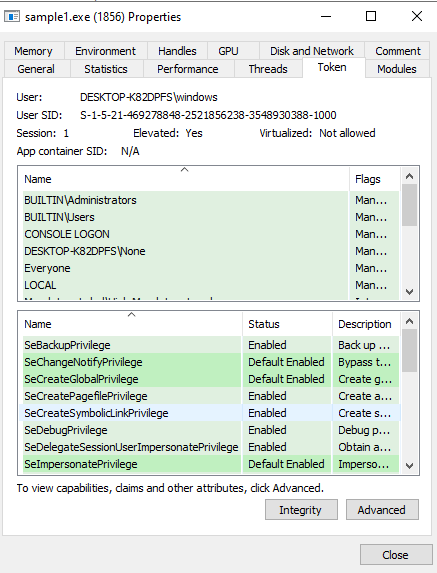 sample1.exe (1856) Properties
Memory Environment Handles GPU Disk and Network Comment
General Statistics Performance Threads Token Modules
User: DESKTOP-K82DPFS\windows
User SID: S-1-5-21-469278848-2521856238-3548930388-1000
Session: 1 Elevated: Yes Virtualized: Not allowed
App container SID: N/A
Name Flags
BUILTIN\Administrators Man...
BUILTIN\Users Man...
CONSOLE LOGON Man...
DESKTOP-K82DPFS\None Man...
Everyone Man...
LOCAL Man...
Name Status Description
SeBackupPrivilege Enabled Back up ...
SeChangeNotifyPrivilege Default Enabled Bypass t...
SeCreateGlobalPrivilege Default Enabled Create g...
SeCreatePagefilePrivilege Enabled Create a...
SeCreateSymbolicLinkPrivilege Enabled Create s...
SeDebugPrivilege Enabled Debug p...
SeDelegateSessionUserImpersonatePrivilege Enabled Obtain a...
SeImpersonatePrivilege Default Enabled Imperso...
To view capabilities, claims and other attributes, click Advanced.
Integrity Advanced
Close